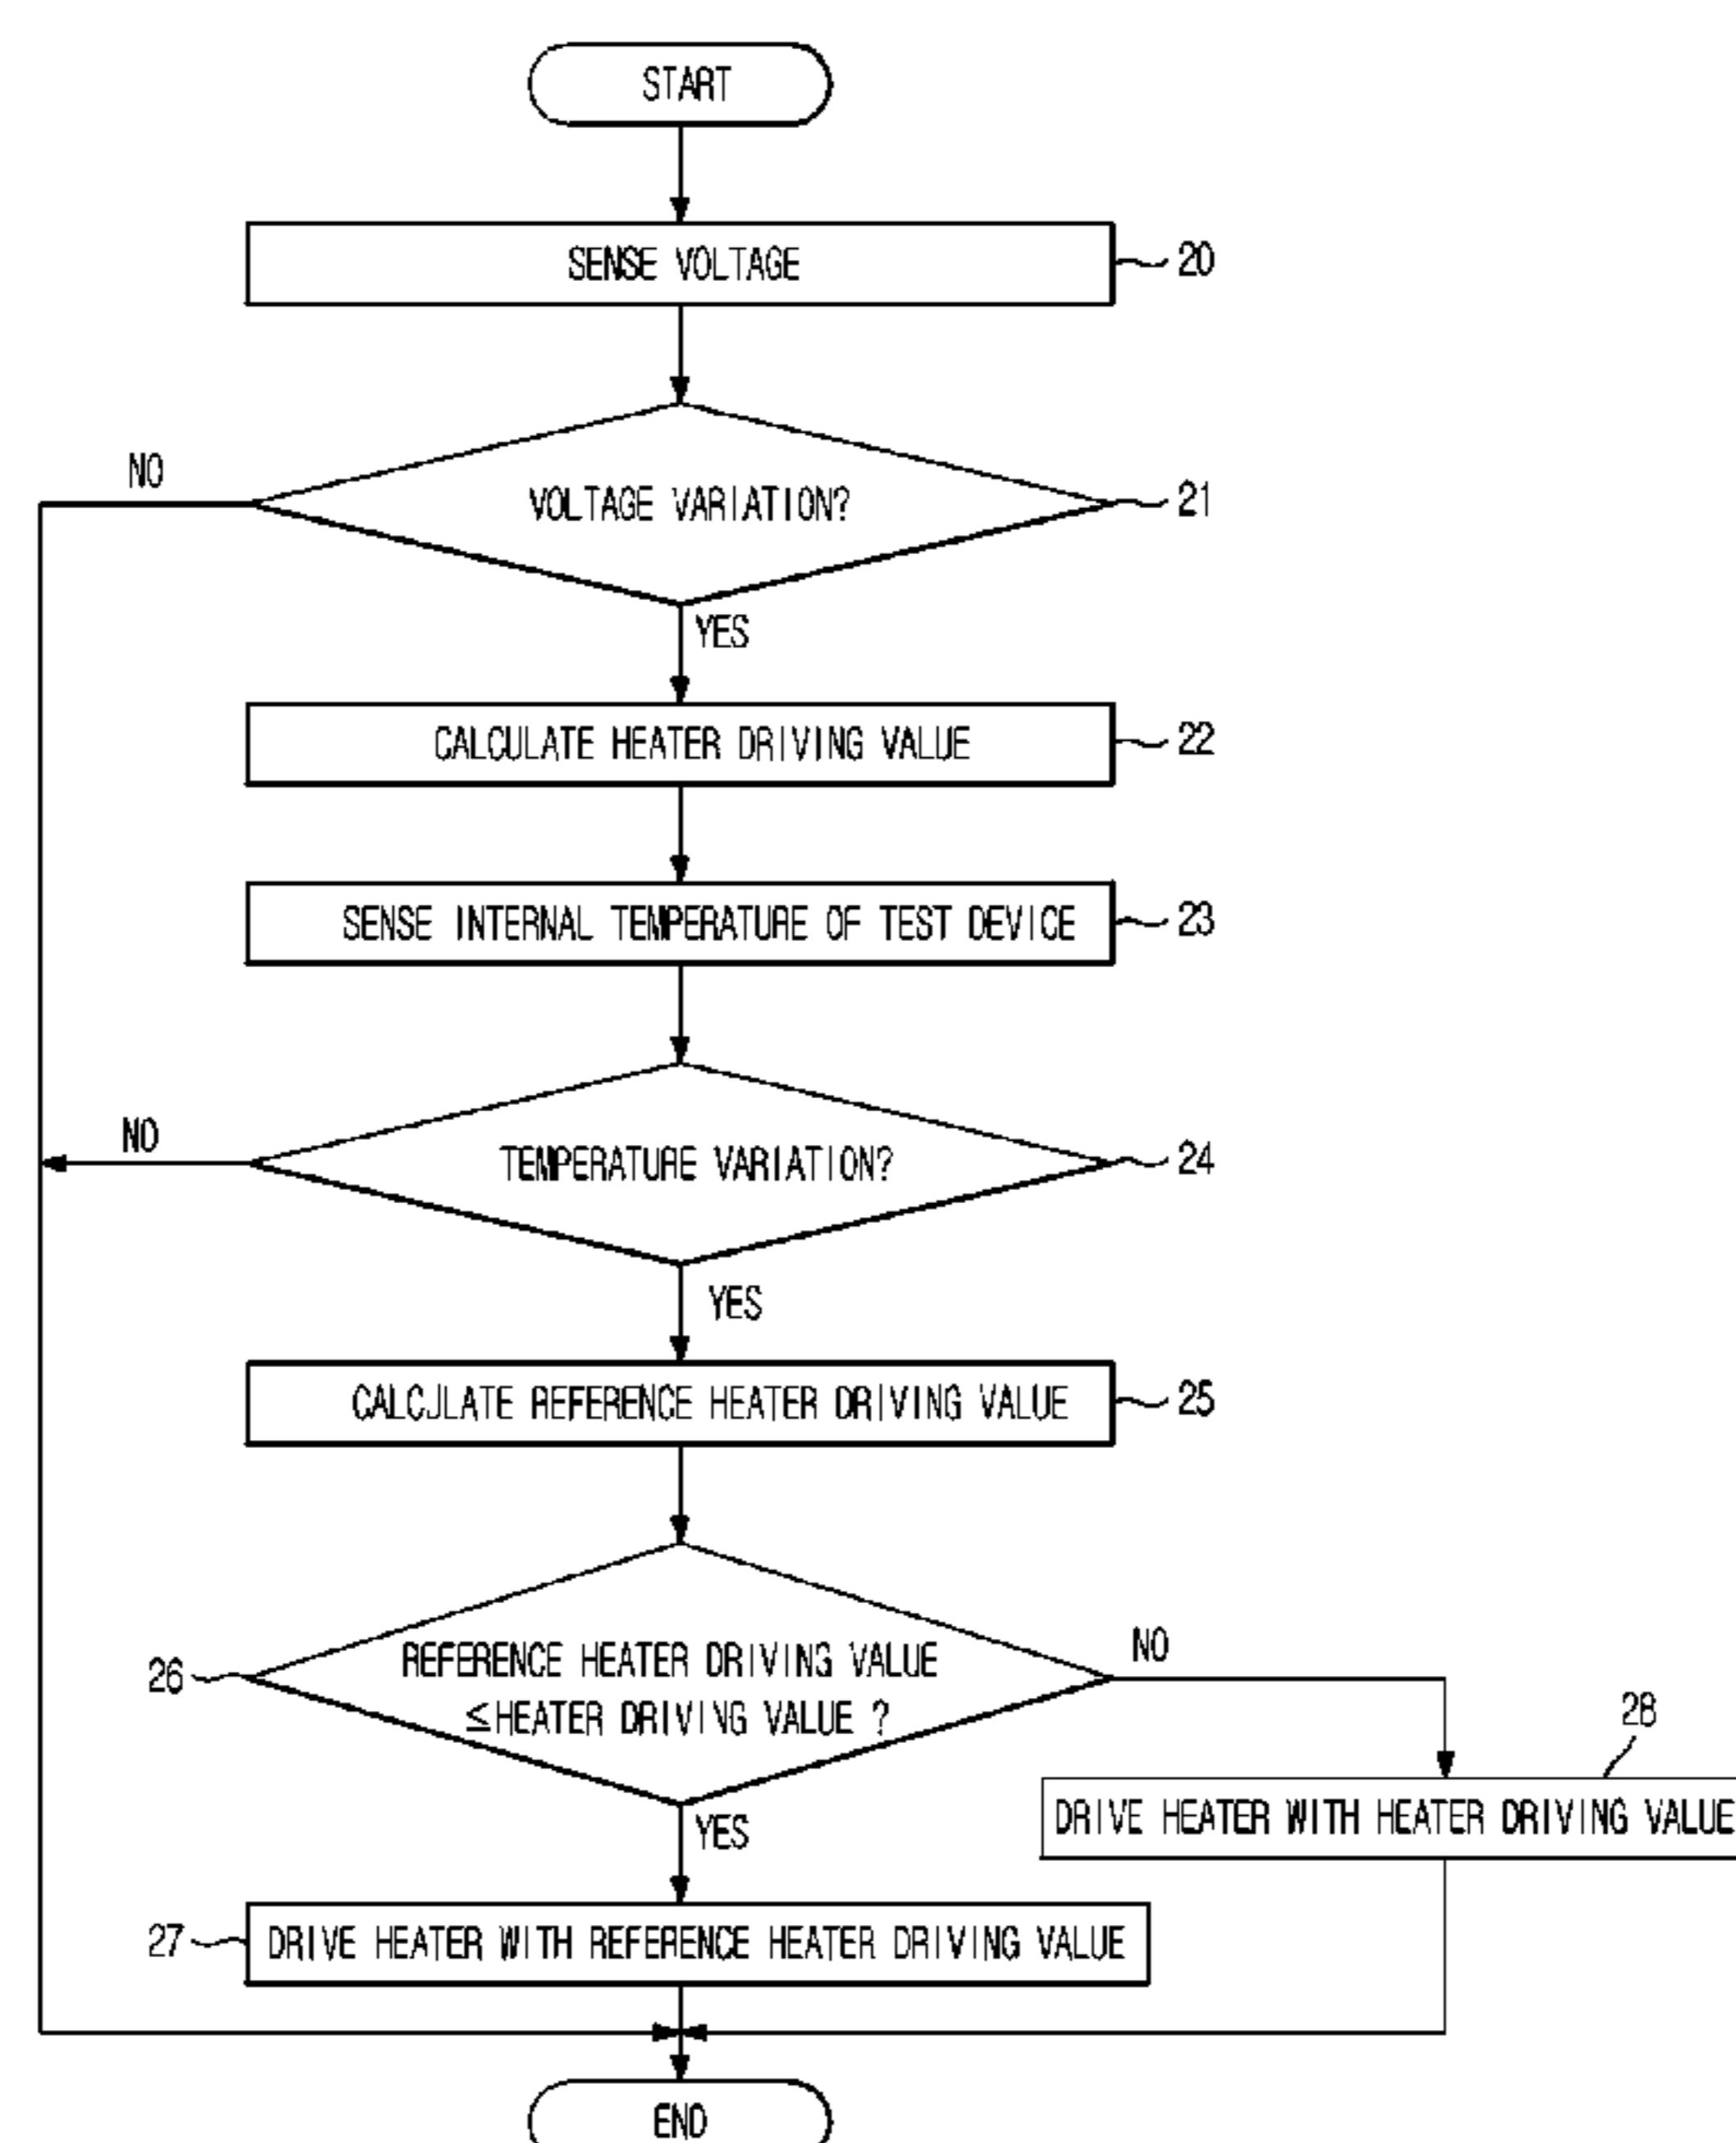 START
SENSE VOLTAGE
20
VOLTAGE VARIATION?
21
NO
YES
CALCULATE HEATER DRIVING VALUE
22
SENSE INTERNAL TEMPERATURE OF TEST DEVICE
23
TEMPERATURE VARIATION?
24
NO
YES
CALCULATE REFERENCE HEATER DRIVING VALUE
25
26
REFERENCE HEATER DRIVING VALUE
≤HEATER DRIVING VALUE ?
NO
YES
28
DRIVE HEATER WITH HEATER DRIVING VALUE
27
DRIVE HEATER WITH REFERENCE HEATER DRIVING VALUE
END